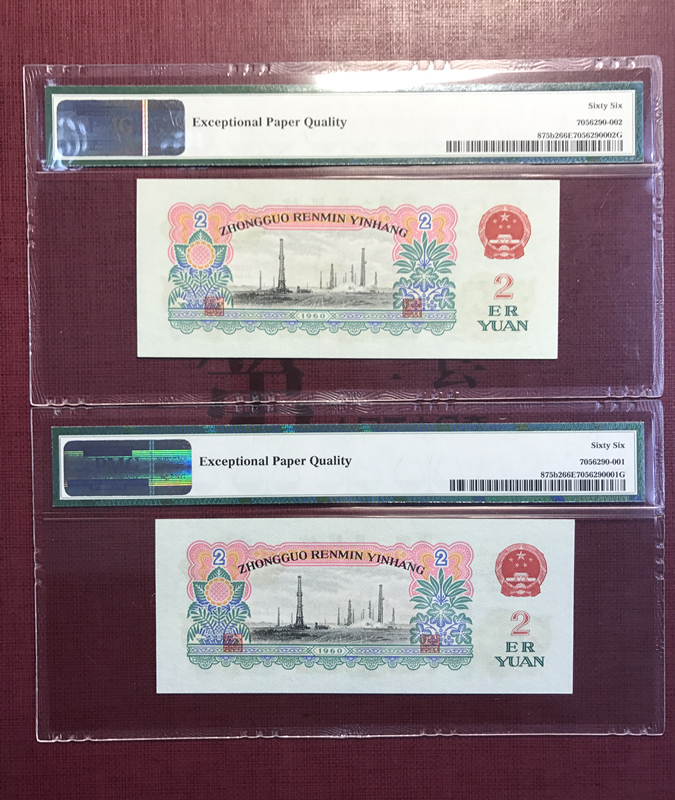 Exceptional Paper Quality
Sixty Six
7056290-002
875b266E7056290002G
2 2
ZHONGGUO RENMIN YINHANG
1960
2
ER
YUAN
Exceptional Paper Quality
Sixty Six
7056290-001
875b266E7056290001G
2 2
ZHONGGUO RENMIN YINHANG
1960
2
ER
YUAN